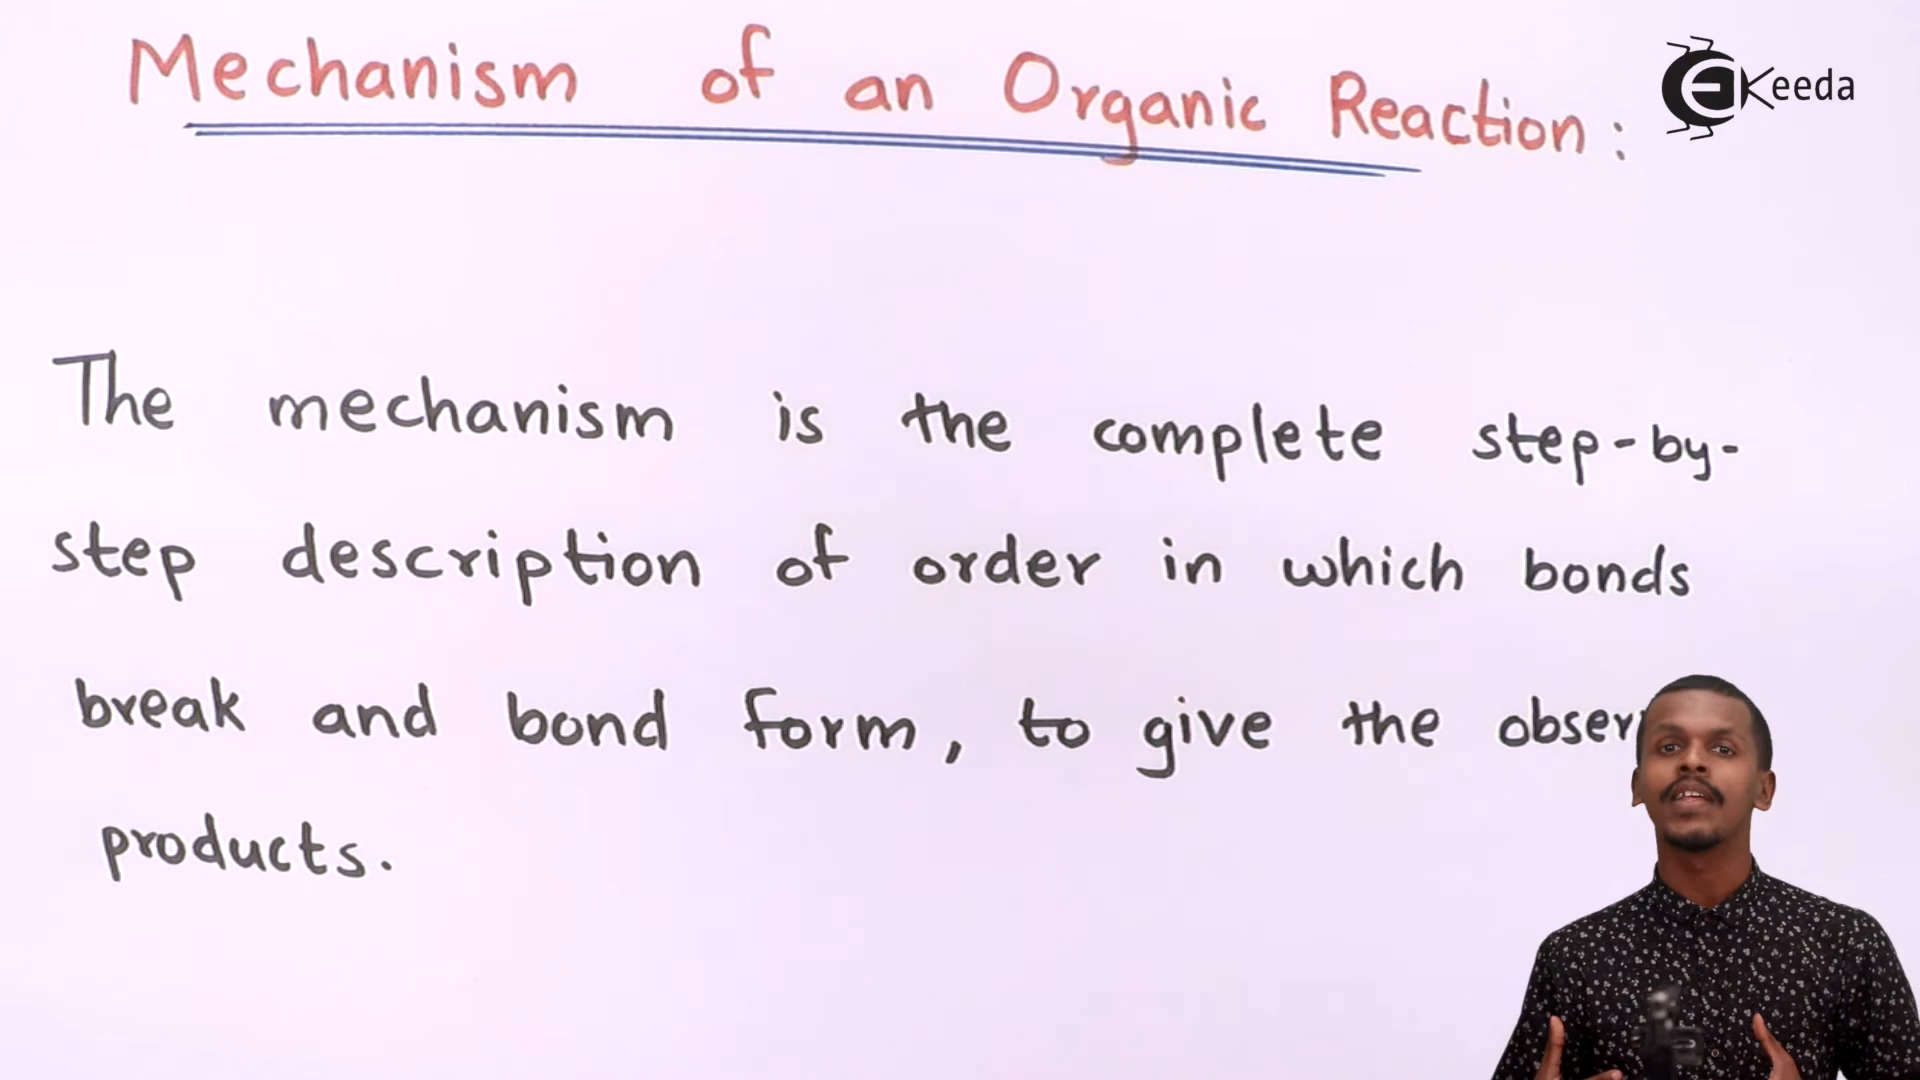 Mechanism of an Organic Reaction:
EKeeda
The mechanism is the complete step-by-
step description of order in which bonds
break and bond form, to give the
products.